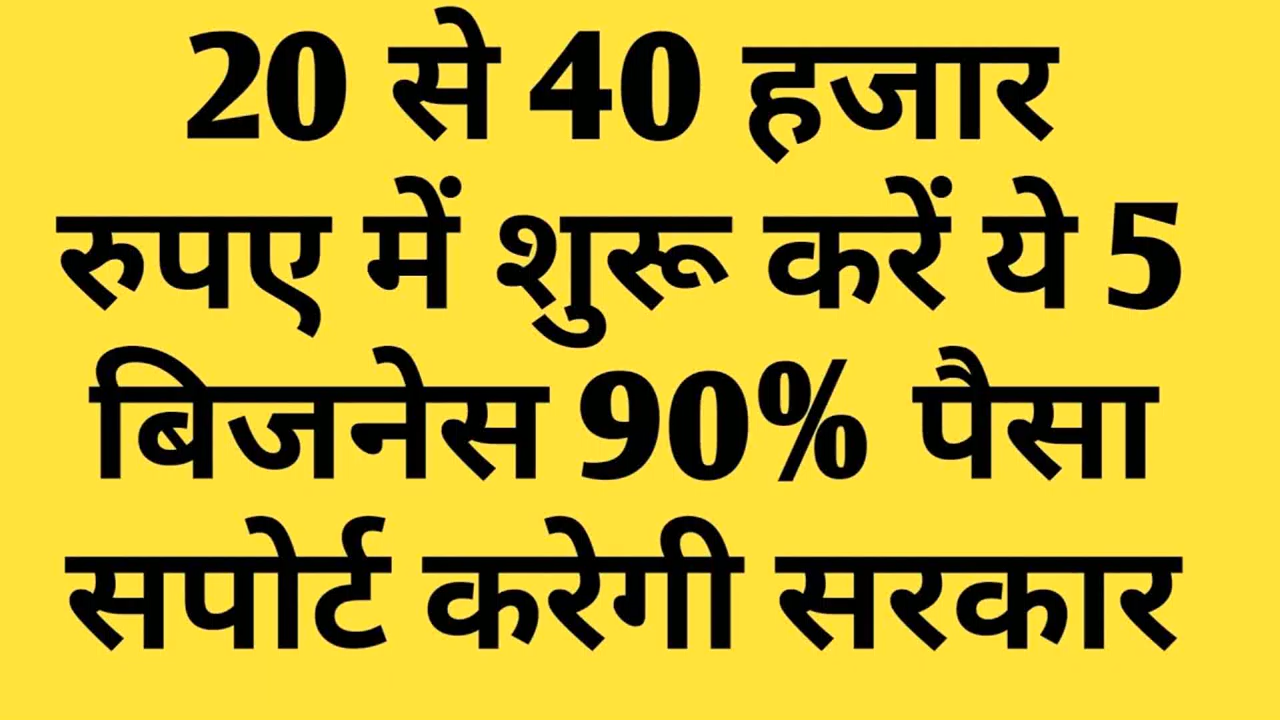 20 से 40 हजार
रुपए में शुरू करें ये 5
बिजनेस 90% पैसा
सपोर्ट करेगी सरकार